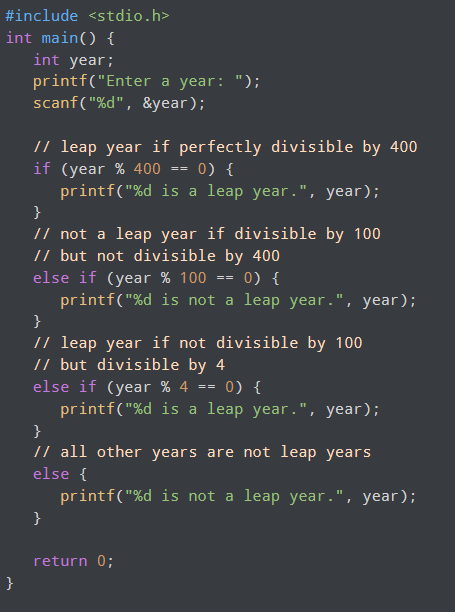 #include <stdio.h>
int main() {
   int year;
   printf("Enter a year: ");
   scanf("%d", &year);

   // leap year if perfectly divisible by 400
   if (year % 400 == 0) {
      printf("%d is a leap year.", year);
   }
   // not a leap year if divisible by 100
   // but not divisible by 400
   else if (year % 100 == 0) {
      printf("%d is not a leap year.", year);
   }
   // leap year if not divisible by 100
   // but divisible by 4
   else if (year % 4 == 0) {
      printf("%d is a leap year.", year);
   }
   // all other years are not leap years
   else {
      printf("%d is not a leap year.", year);
   }

   return 0;
}